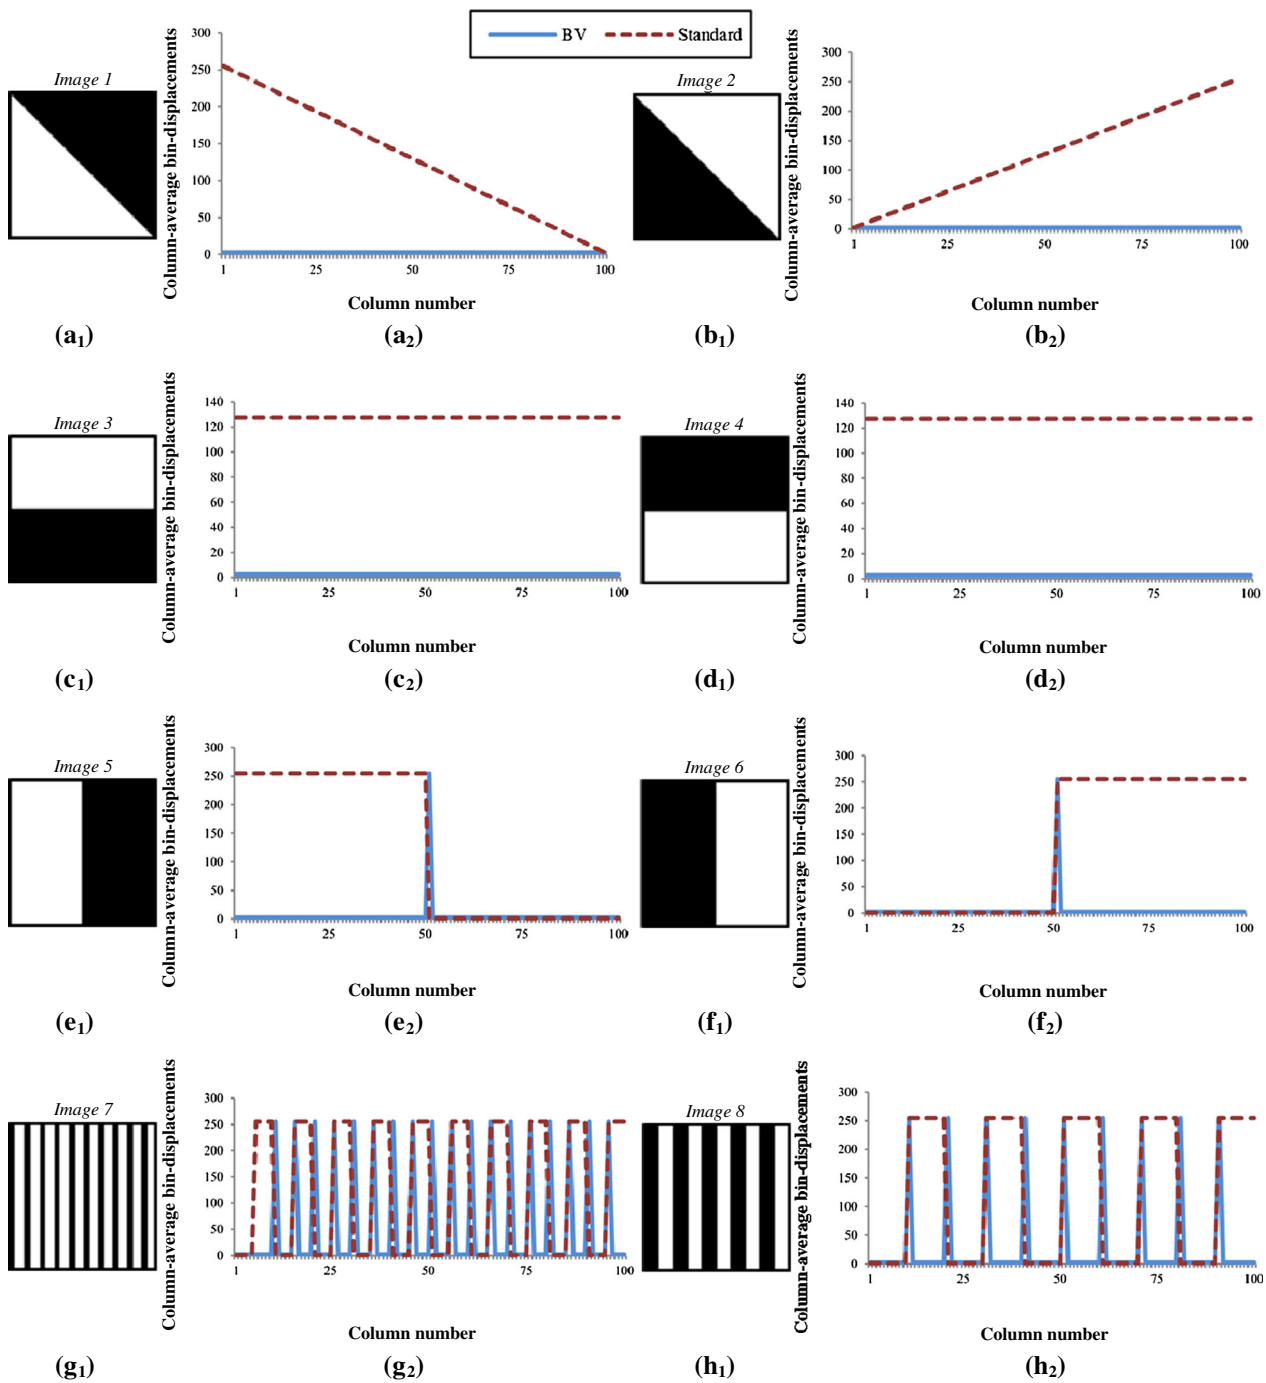 BV Standard
Image 1
Column-average bin-displacements
300
250
200
150
100
50
0
1 25 50 75 100
Column number
(a1)
(a2)
Image 2
Column-average bin-displacements
300
250
200
150
100
50
0
1 25 50 75 100
Column number
(b1)
(b2)
Image 3
Column-average bin-displacements
140
120
100
80
60
40
20
0
1 25 50 75 100
Column number
(c1)
(c2)
Image 4
Column-average bin-displacements
140
120
100
80
60
40
20
0
1 25 50 75 100
Column number
(d1)
(d2)
Image 5
Column-average bin-displacements
300
250
200
150
100
50
0
1 25 50 75 100
Column number
(e1)
(e2)
Image 6
Column-average bin-displacements
300
250
200
150
100
50
0
1 25 50 75 100
Column number
(f1)
(f2)
Image 7
Column-average bin-displacements
300
250
200
150
100
50
0
1 25 50 75 100
Column number
(g1)
(g2)
Image 8
Column-average bin-displacements
300
250
200
150
100
50
0
1 25 50 75 100
Column number
(h1)
(h2)